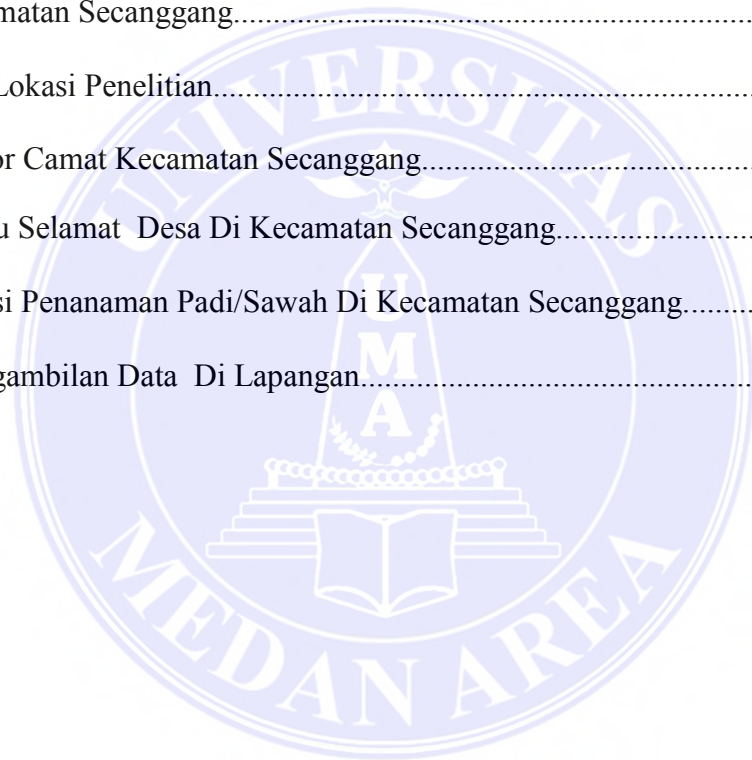 matan Secanggang........................................................................
Lokasi Penelitian........................................................................
or Camat Kecamatan Secanggang............................................
u Selamat  Desa Di Kecamatan Secanggang...........................
si Penanaman Padi/Sawah Di Kecamatan Secanggang.........
gambilan Data  Di Lapangan....................................................
UNIVERSITAS
UMA
MEDAN AREA